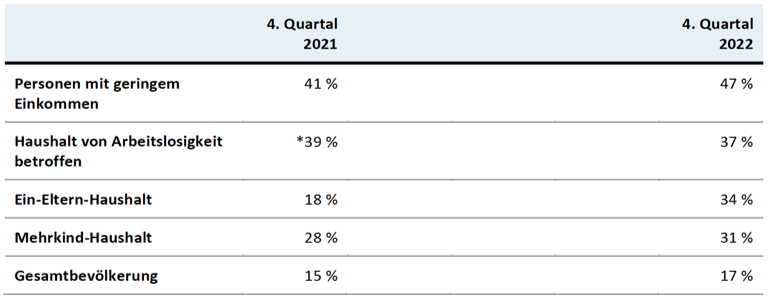 4. Quartal 4. Quartal
2021 2022
Personen mit geringem 41 % 47 %
Einkommen
Haushalt von Arbeitslosigkeit *39 % 37 %
betroffen
Ein-Eltern-Haushalt 18 % 34 %
Mehrkind-Haushalt 28 % 31 %
Gesamtbevölkerung 15 % 17 %